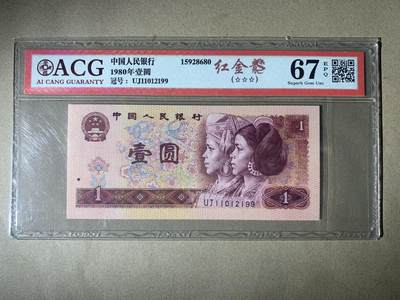 ACG
AI CANG GUARANTY
中国人民银行
1980年壹圆
冠号：UJ11012199
15928680
红金龙
(☆☆☆)
67
EPQ
Superb Gem Unc
中国人民银行
1
壹圆
1
UJ11012199
1